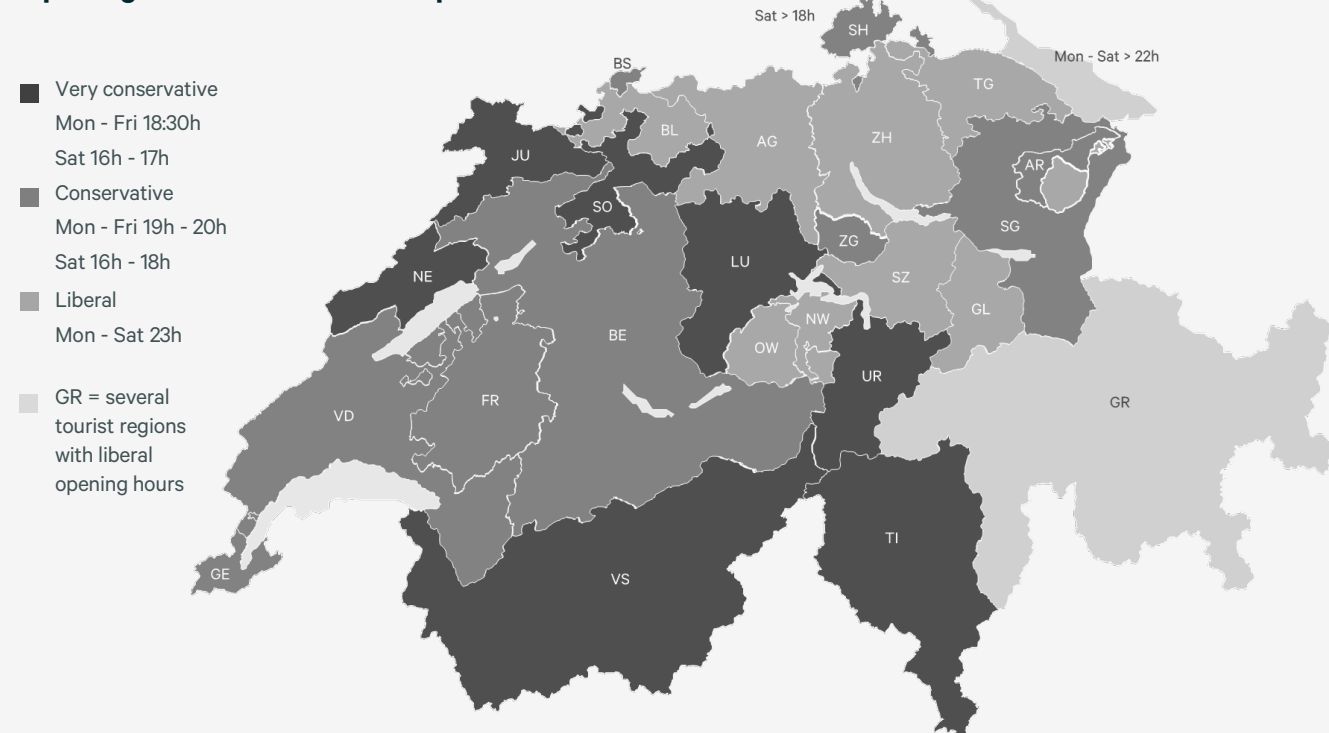 Very conservative
Mon - Fri 18:30h
Sat 16h - 17h
Conservative
Mon - Fri 19h - 20h
Sat 16h - 18h
Liberal
Mon - Sat 23h
GR = several
tourist regions
with liberal
opening hours
Sat > 18h
SH
Mon - Sat > 22h
BS
TG
BL
AG
ZH
JU
AR
SO
SG
ZG
LU
NE
SZ
GL
NW
BE
OW
UR
FR
GR
VD
TI
GE
VS